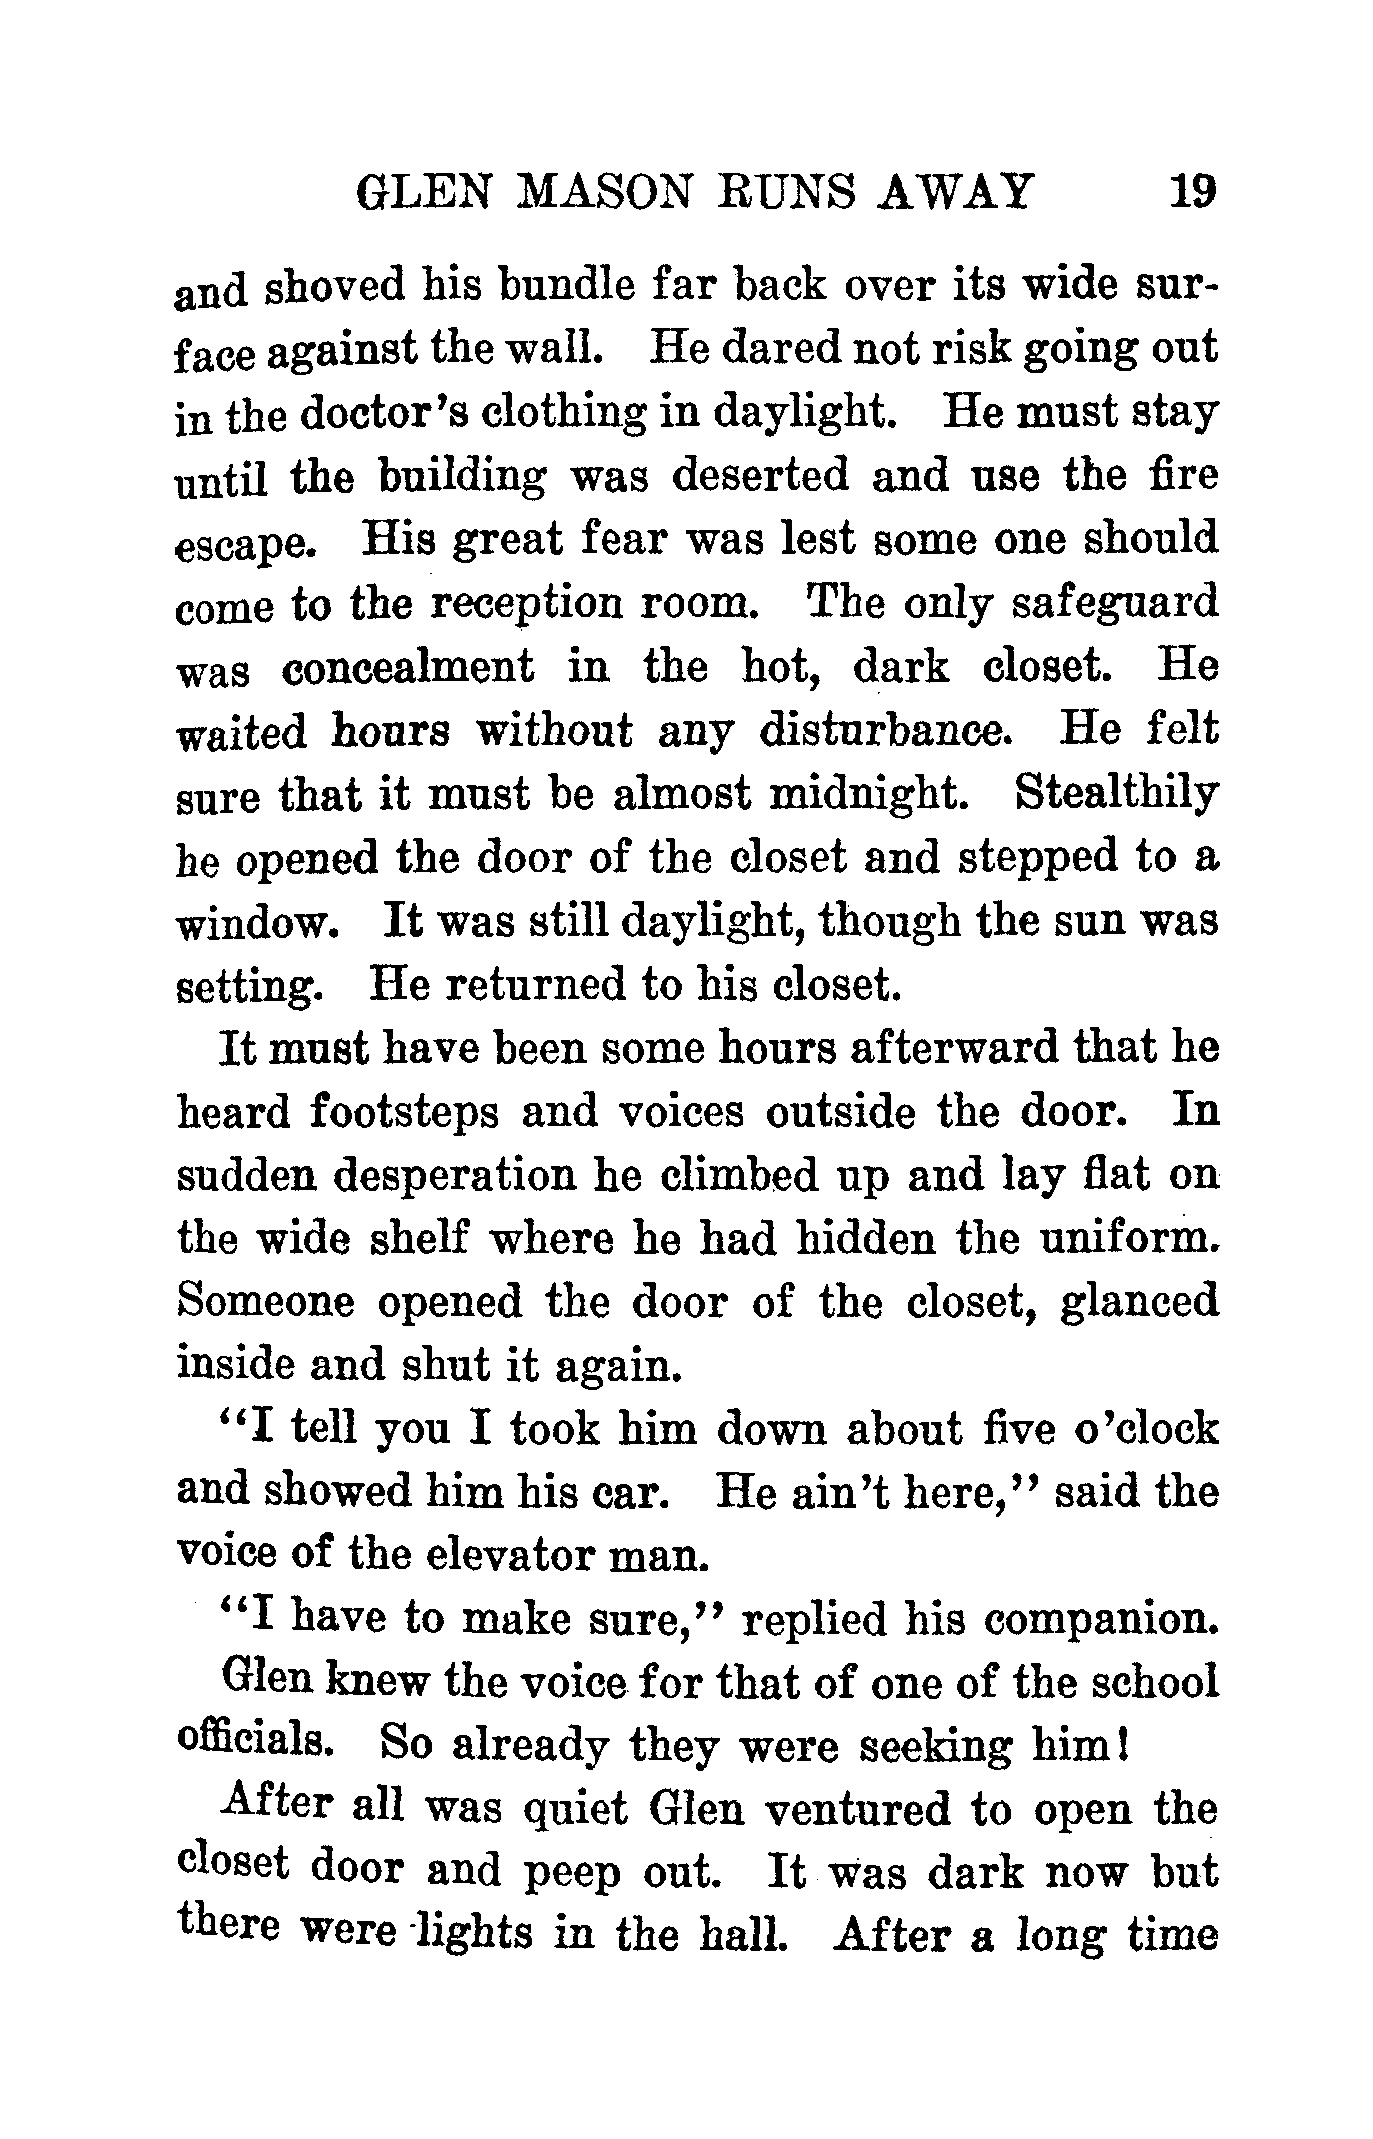 GLEN MASON RUNS AWAY 19
and shoved his bundle far back over its wide sur-
face against the wall. He dared not risk going out
in the doctor's clothing in daylight. He must stay
until the building was deserted and use the fire
escape. His great fear was lest some one should
come to the reception room. The only safeguard
was concealment in the hot, dark closet. He
waited hours without any disturbance. He felt
sure that it must be almost midnight. Stealthily
he opened the door of the closet and stepped to a
window. It was still daylight, though the sun was
setting. He returned to his closet.
It must have been some hours afterward that he
heard footsteps and voices outside the door. In
sudden desperation he climbed up and lay flat on
the wide shelf where he had hidden the uniform.
Someone opened the door of the closet, glanced
inside and shut it again.
"I tell you I took him down about five o'clock
and showed him his car. He ain't here," said the
voice of the elevator man.
"I have to make sure," replied his companion.
Glen knew the voice for that of one of the school
officials. So already they were seeking him!
After all was quiet Glen ventured to open the
closet door and peep out. It was dark now but
there were lights in the hall. After a long time